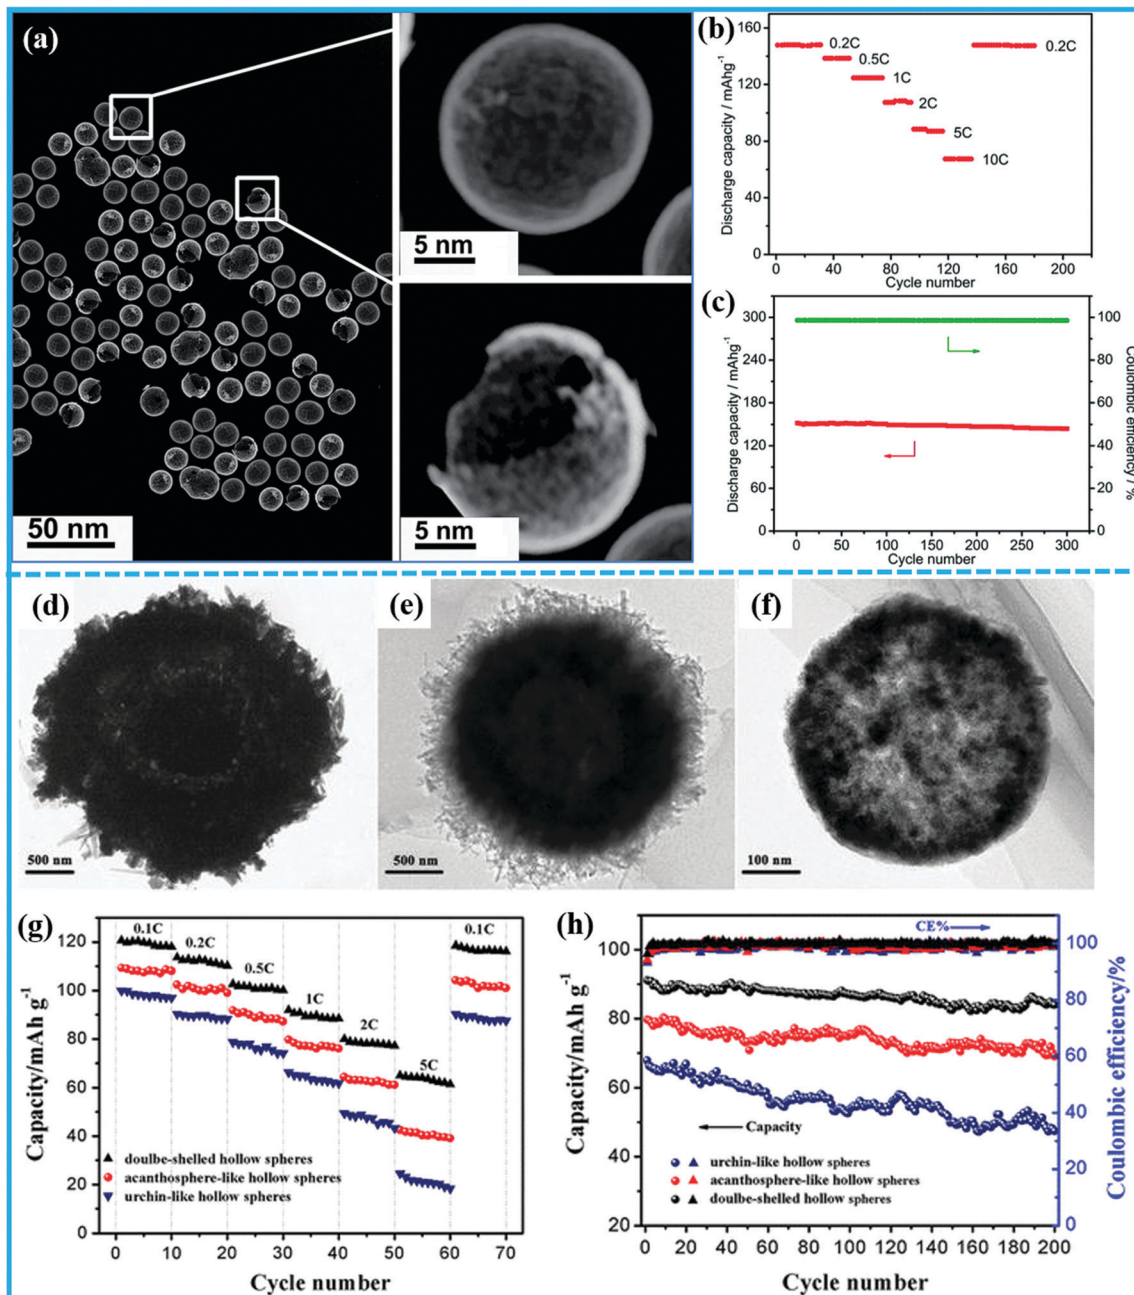 (a)
50 nm
5 nm
5 nm
(b)
Discharge capacity / mAhg⁻¹
160
120
80
40
0
0.2C
0.5C
1C
2C
5C
10C
0.2C
0 40 80 120 160 200
Cycle number
(c)
Discharge capacity / mAhg⁻¹
300
240
180
120
60
0
100
80
60
40
20
0
Coulombic efficiency / %
0 50 100 150 200 250 300
Cycle number
(d)
500 nm
(e)
500 nm
(f)
100 nm
(g)
Capacity/mAh g⁻¹
120
100
80
60
40
20
0
0.1C
0.2C
0.5C
1C
2C
5C
0.1C
doulbe-shelled hollow spheres
acanthosphere-like hollow spheres
urchin-like hollow spheres
0 10 20 30 40 50 60 70
Cycle number
(h)
Capacity/mAh g⁻¹
100
80
60
40
20
CE%
Capacity
urchin-like hollow spheres
acanthosphere-like hollow spheres
doulbe-shelled hollow spheres
100
80
60
40
20
0
Coulombic efficiency/%
0 20 40 60 80 100 120 140 160 180 200
Cycle number